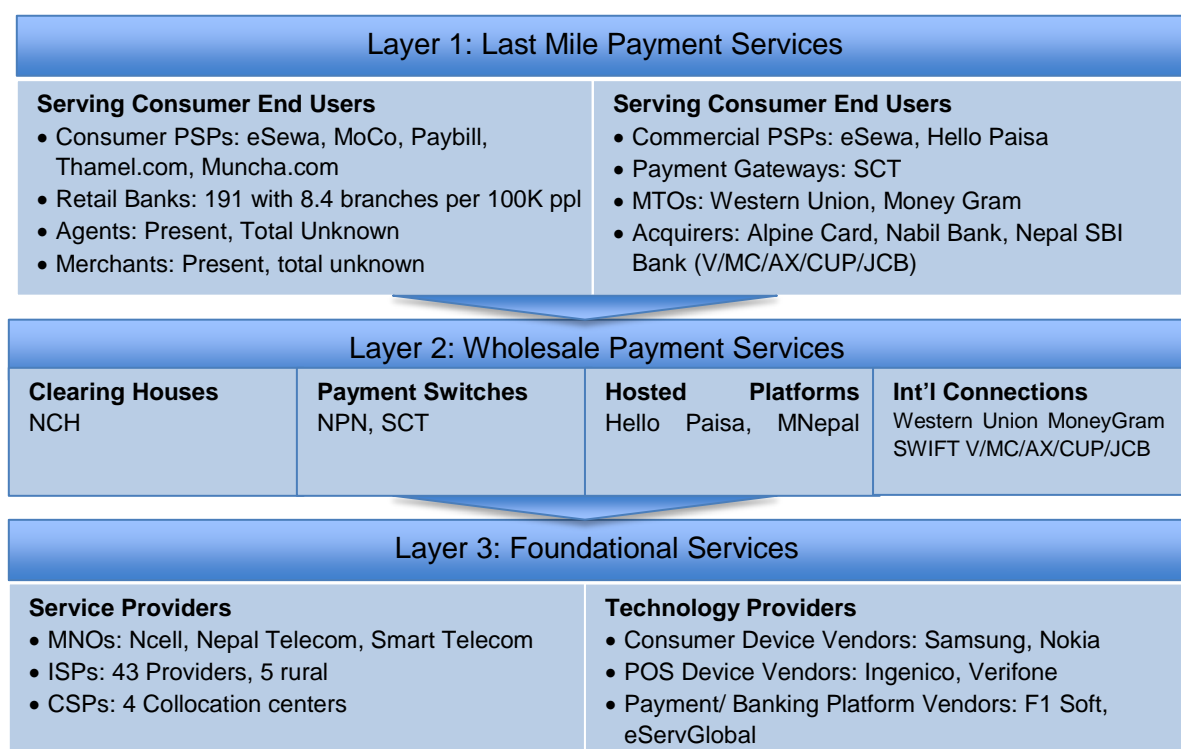 Layer 1: Last Mile Payment Services
Serving Consumer End Users
• Consumer PSPs: eSewa, MoCo, Paybill,
Thamel.com, Muncha.com
• Retail Banks: 191 with 8.4 branches per 100K ppl
• Agents: Present, Total Unknown
• Merchants: Present, total unknown
Serving Consumer End Users
• Commercial PSPs: eSewa, Hello Paisa
• Payment Gateways: SCT
• MTOs: Western Union, Money Gram
• Acquirers: Alpine Card, Nabil Bank, Nepal SBI
Bank (V/MC/AX/CUP/JCB)
Layer 2: Wholesale Payment Services
Clearing Houses
NCH
Payment Switches
NPN, SCT
Hosted Platforms
Hello Paisa, MNepal
Int’l Connections
Western Union MoneyGram
SWIFT V/MC/AX/CUP/JCB
Layer 3: Foundational Services
Service Providers
• MNOs: Ncell, Nepal Telecom, Smart Telecom
• ISPs: 43 Providers, 5 rural
• CSPs: 4 Collocation centers
Technology Providers
• Consumer Device Vendors: Samsung, Nokia
• POS Device Vendors: Ingenico, Verifone
• Payment/ Banking Platform Vendors: F1 Soft,
eServGlobal